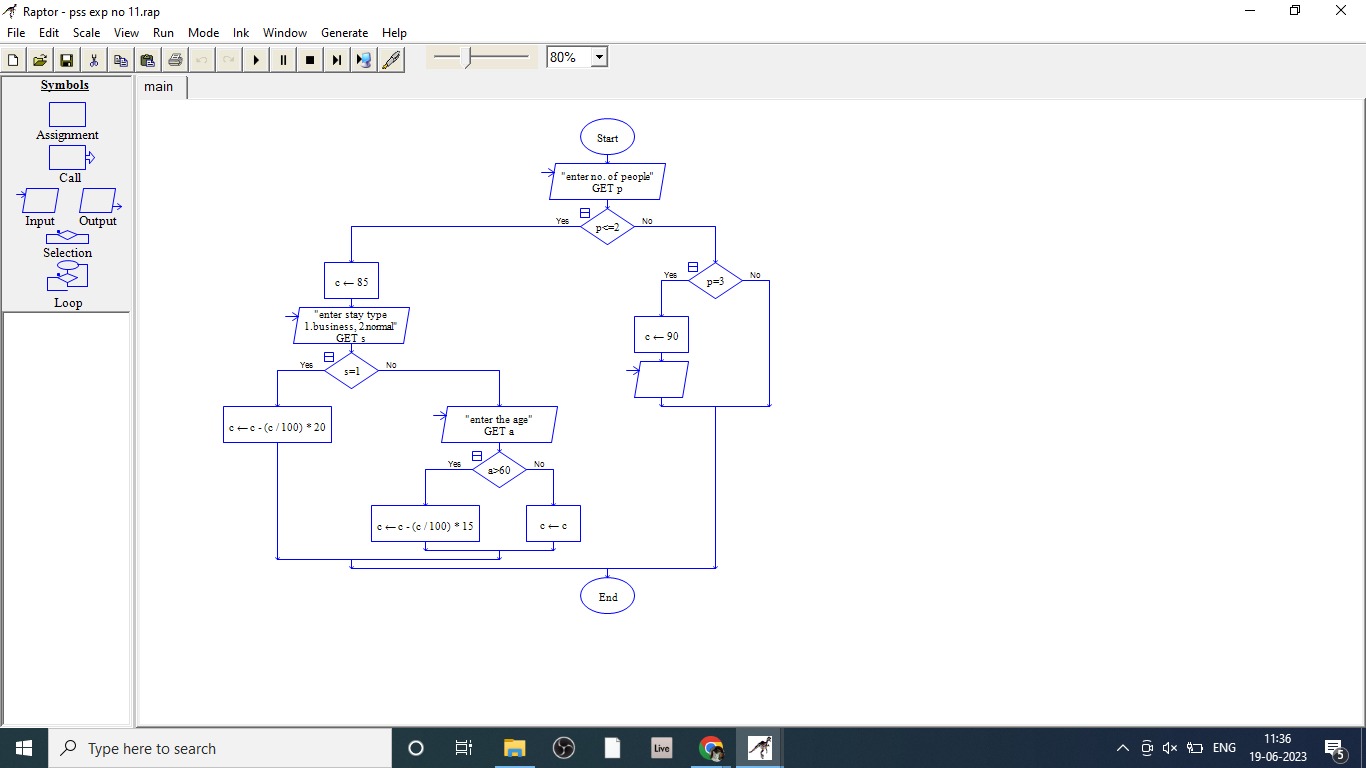 Raptor - pss exp no 11.rap
File Edit Scale View Run Mode Ink Window Generate Help
80%
Symbols
main
Assignment
Call
Input Output
Selection
Loop
Start
"enter no. of people"
GET p
Yes No
p<=2
c ← 85
"enter stay type
1.business, 2.normal"
GET s
Yes No
s=1
c ← c - (c / 100) * 20
"enter the age"
GET a
Yes No
a>60
c ← c - (c / 100) * 15
c ← c
Yes No
p=3
c ← 90
End
Type here to search
Live
ENG
11:36
19-06-2023
5